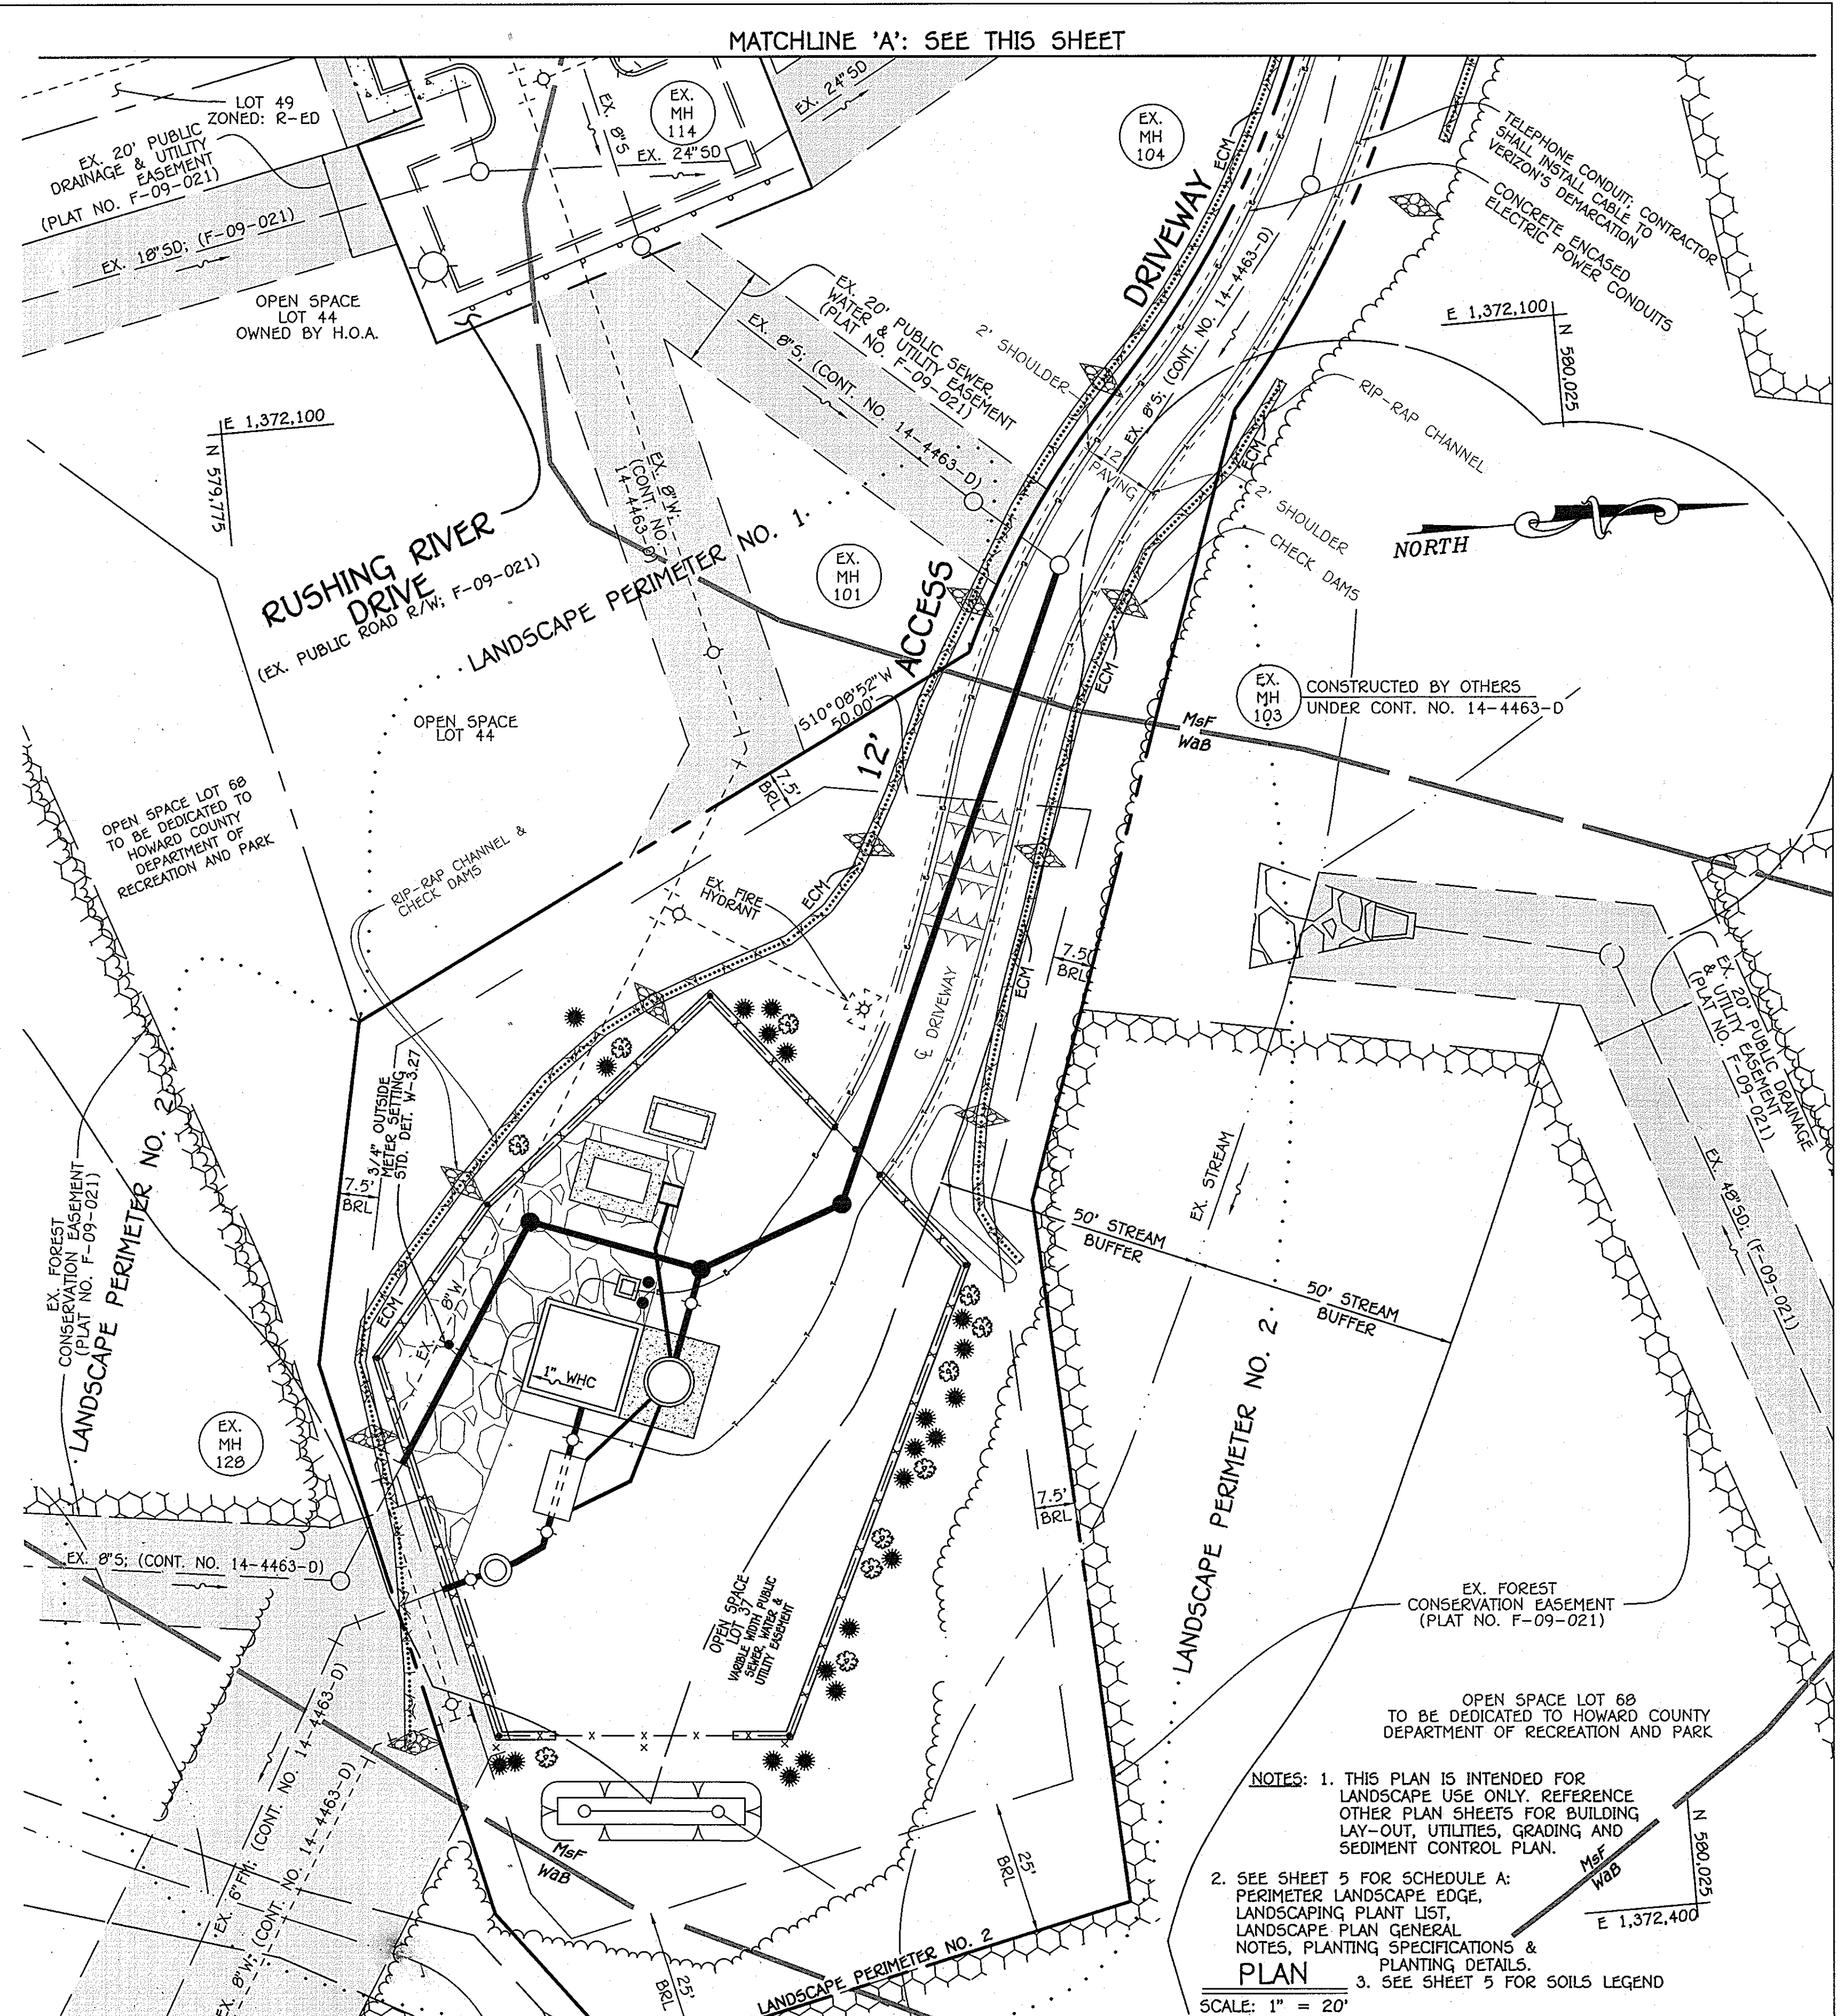 MATCHLINE 'A': SEE THIS SHEET
LOT 49
ZONED: R-ED
EX. 20' PUBLIC
DRAINAGE & UTILITY
EASEMENT
(PLAT NO. F-09-021)
EX. 18"SD; (F-09-021)
EX. 8"S
EX.
MH
114
EX. 24"SD
EX. 24"SD
EX.
MH
104
ECM
DRIVEWAY
TELEPHONE CONDUIT; CONTRACTOR
SHALL INSTALL CABLE TO
VERIZON'S DEMARCATION
CONCRETE ENCASED
ELECTRIC POWER CONDUITS
OPEN SPACE
LOT 44
OWNED BY H.O.A.
EX. 20' PUBLIC SEWER,
WATER & UTILITY EASEMENT
(PLAT NO. F-09-021)
EX. 8"S; (CONT. NO. 14-4463-D)
2' SHOULDER
EX. 8"S; (CONT. NO. 14-4463-D)
E 1,372,100
N 580,025
RIP-RAP CHANNEL
E 1,372,100
N 579,775
12'
PAVING
ECM
2' SHOULDER
CHECK DAMS
NORTH
EX. 8"W;
(CONT. NO.
14-4463-D)
RUSHING RIVER
DRIVE
(EX. PUBLIC ROAD R/W; F-09-021)
LANDSCAPE PERIMETER NO. 1
EX.
MH
101
12' ACCESS
S10°08'52"W
50.00'
ECM
EX.
MH
103
CONSTRUCTED BY OTHERS
UNDER CONT. NO. 14-4463-D
MsF
WaB
OPEN SPACE
LOT 44
7.5'
BRL
OPEN SPACE LOT 68
TO BE DEDICATED TO
HOWARD COUNTY
DEPARTMENT OF
RECREATION AND PARK
RIP-RAP CHANNEL &
CHECK DAMS
EX. FIRE
HYDRANT
ECM
7.5'
BRL
ECM
℄ DRIVEWAY
EX. 20' PUBLIC DRAINAGE
& UTILITY EASEMENT
(PLAT NO. F-09-021)
3/4" OUTSIDE
METER SETTING
STD. DET. W-3.27
7.5'
BRL
EX. FOREST
CONSERVATION EASEMENT
(PLAT NO. F-09-021)
LANDSCAPE PERIMETER NO. 2
EX. STREAM
EX. 48"SD; (F-09-021)
50' STREAM
BUFFER
50' STREAM
BUFFER
ECM
EX. 8"W
1" WHC
EX.
MH
128
LANDSCAPE PERIMETER NO. 2
7.5'
BRL
EX. 8"S; (CONT. NO. 14-4463-D)
OPEN SPACE
LOT 37
VARIBLE WIDTH PUBLIC
SEWER, WATER &
UTILITY EASEMENT
EX. FOREST
CONSERVATION EASEMENT
(PLAT NO. F-09-021)
EX. 6"FM; (CONT. NO. 14-4463-D)
EX. 8"W; (CONT. NO. 14-4463-D)
OPEN SPACE LOT 68
TO BE DEDICATED TO HOWARD COUNTY
DEPARTMENT OF RECREATION AND PARK
MsF
WaB
25'
BRL
25'
BRL
LANDSCAPE PERIMETER NO. 2
NOTES: 1. THIS PLAN IS INTENDED FOR
LANDSCAPE USE ONLY. REFERENCE
OTHER PLAN SHEETS FOR BUILDING
LAY-OUT, UTILITIES, GRADING AND
SEDIMENT CONTROL PLAN.
2. SEE SHEET 5 FOR SCHEDULE A:
PERIMETER LANDSCAPE EDGE,
LANDSCAPING PLANT LIST,
LANDSCAPE PLAN GENERAL
NOTES, PLANTING SPECIFICATIONS &
PLANTING DETAILS.
3. SEE SHEET 5 FOR SOILS LEGEND
MsF
WaB
N 580,025
E 1,372,400
PLAN
SCALE: 1" = 20'